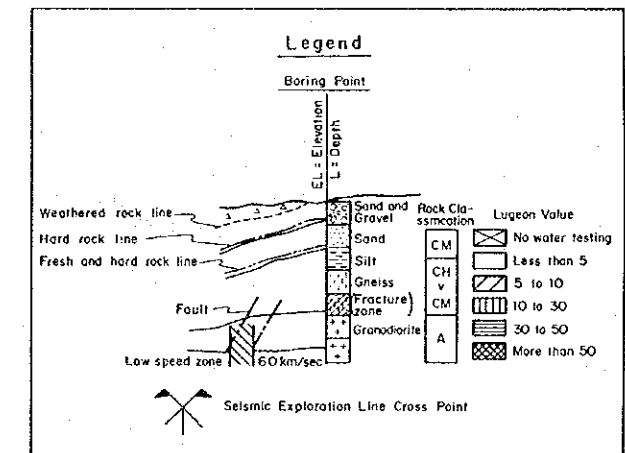 Legend
Boring Point
EL = Elevation
L = Depth
Weathered rock line
Hard rock line
Fresh and hard rock line
Fault
Low speed zone
6.0 km/sec
Sand and
Gravel
Sand
Silt
Gneiss
Fracture
zone
Granodiorite
Rock Cla-
ssmcation
CM
CH
v
CM
A
Lugeon Value
No water testing
Less than 5
5 to 10
10 to 30
30 to 50
More than 50
Seismic Exploration Line Cross Point